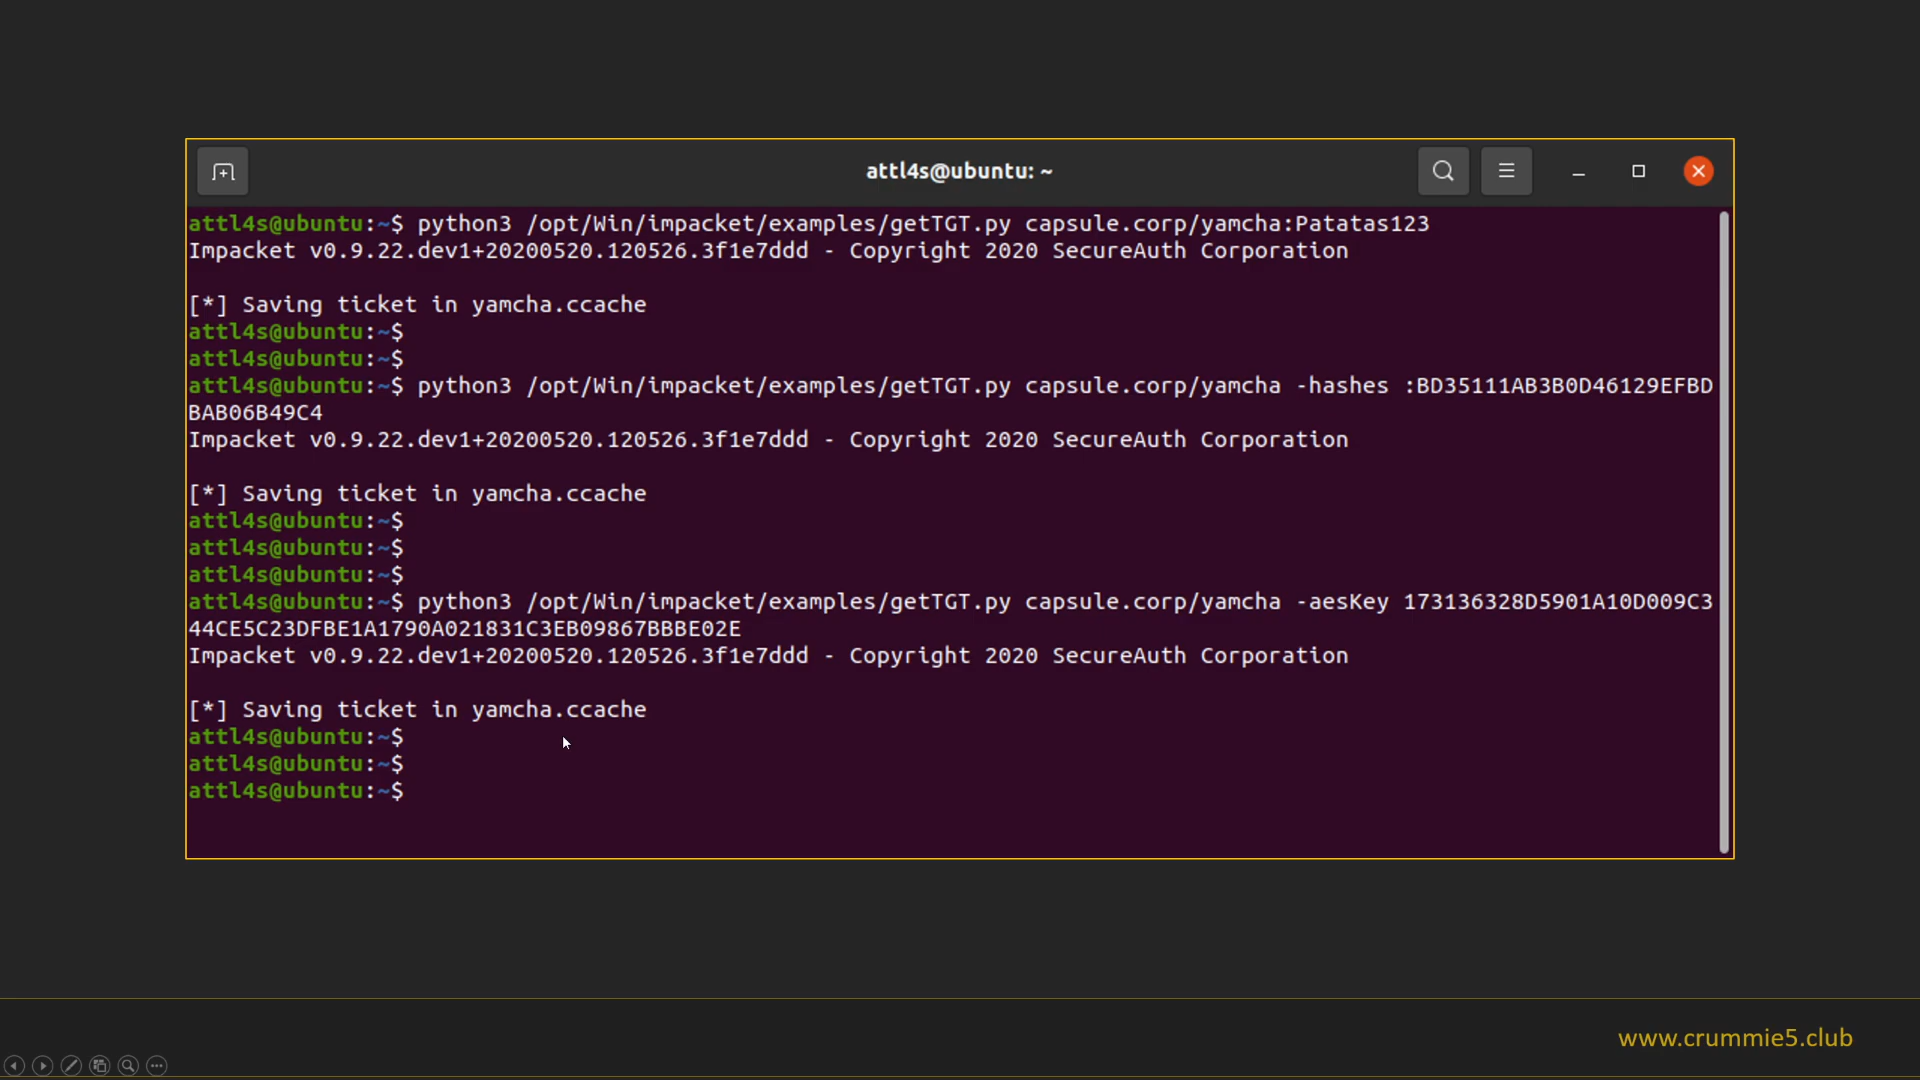 attl4s@ubuntu: ~
attl4s@ubuntu:~$ python3 /opt/Win/impacket/examples/getTGT.py capsule.corp/yamcha:Patatas123
Impacket v0.9.22.dev1+20200520.120526.3f1e7ddd - Copyright 2020 SecureAuth Corporation
[*] Saving ticket in yamcha.ccache
attl4s@ubuntu:~$
attl4s@ubuntu:~$
attl4s@ubuntu:~$ python3 /opt/Win/impacket/examples/getTGT.py capsule.corp/yamcha -hashes :BD35111AB3B0D46129EFBD
BAB06B49C4
Impacket v0.9.22.dev1+20200520.120526.3f1e7ddd - Copyright 2020 SecureAuth Corporation
[*] Saving ticket in yamcha.ccache
attl4s@ubuntu:~$
attl4s@ubuntu:~$
attl4s@ubuntu:~$
attl4s@ubuntu:~$ python3 /opt/Win/impacket/examples/getTGT.py capsule.corp/yamcha -aesKey 173136328D5901A10D009C3
44CE5C23DFBE1A1790A021831C3EB09867BBBE02E
Impacket v0.9.22.dev1+20200520.120526.3f1e7ddd - Copyright 2020 SecureAuth Corporation
[*] Saving ticket in yamcha.ccache
attl4s@ubuntu:~$
attl4s@ubuntu:~$
attl4s@ubuntu:~$
www.crummie5.club